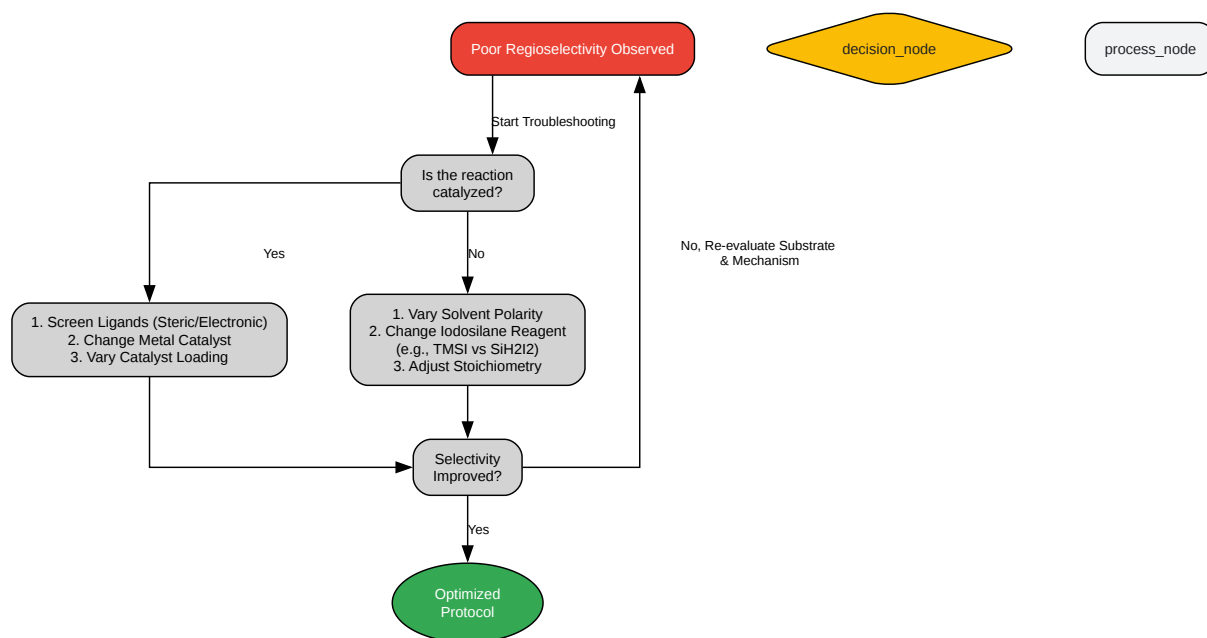 Poor Regioselectivity Observed
decision_node
process_node
Start Troubleshooting
Is the reaction
catalyzed?
Yes
No
No, Re-evaluate Substrate
& Mechanism
1. Screen Ligands (Steric/Electronic)
2. Change Metal Catalyst
3. Vary Catalyst Loading
1. Vary Solvent Polarity
2. Change Iodosilane Reagent
(e.g., TMSI vs SiH2I2)
3. Adjust Stoichiometry
Selectivity
Improved?
Yes
Optimized
Protocol